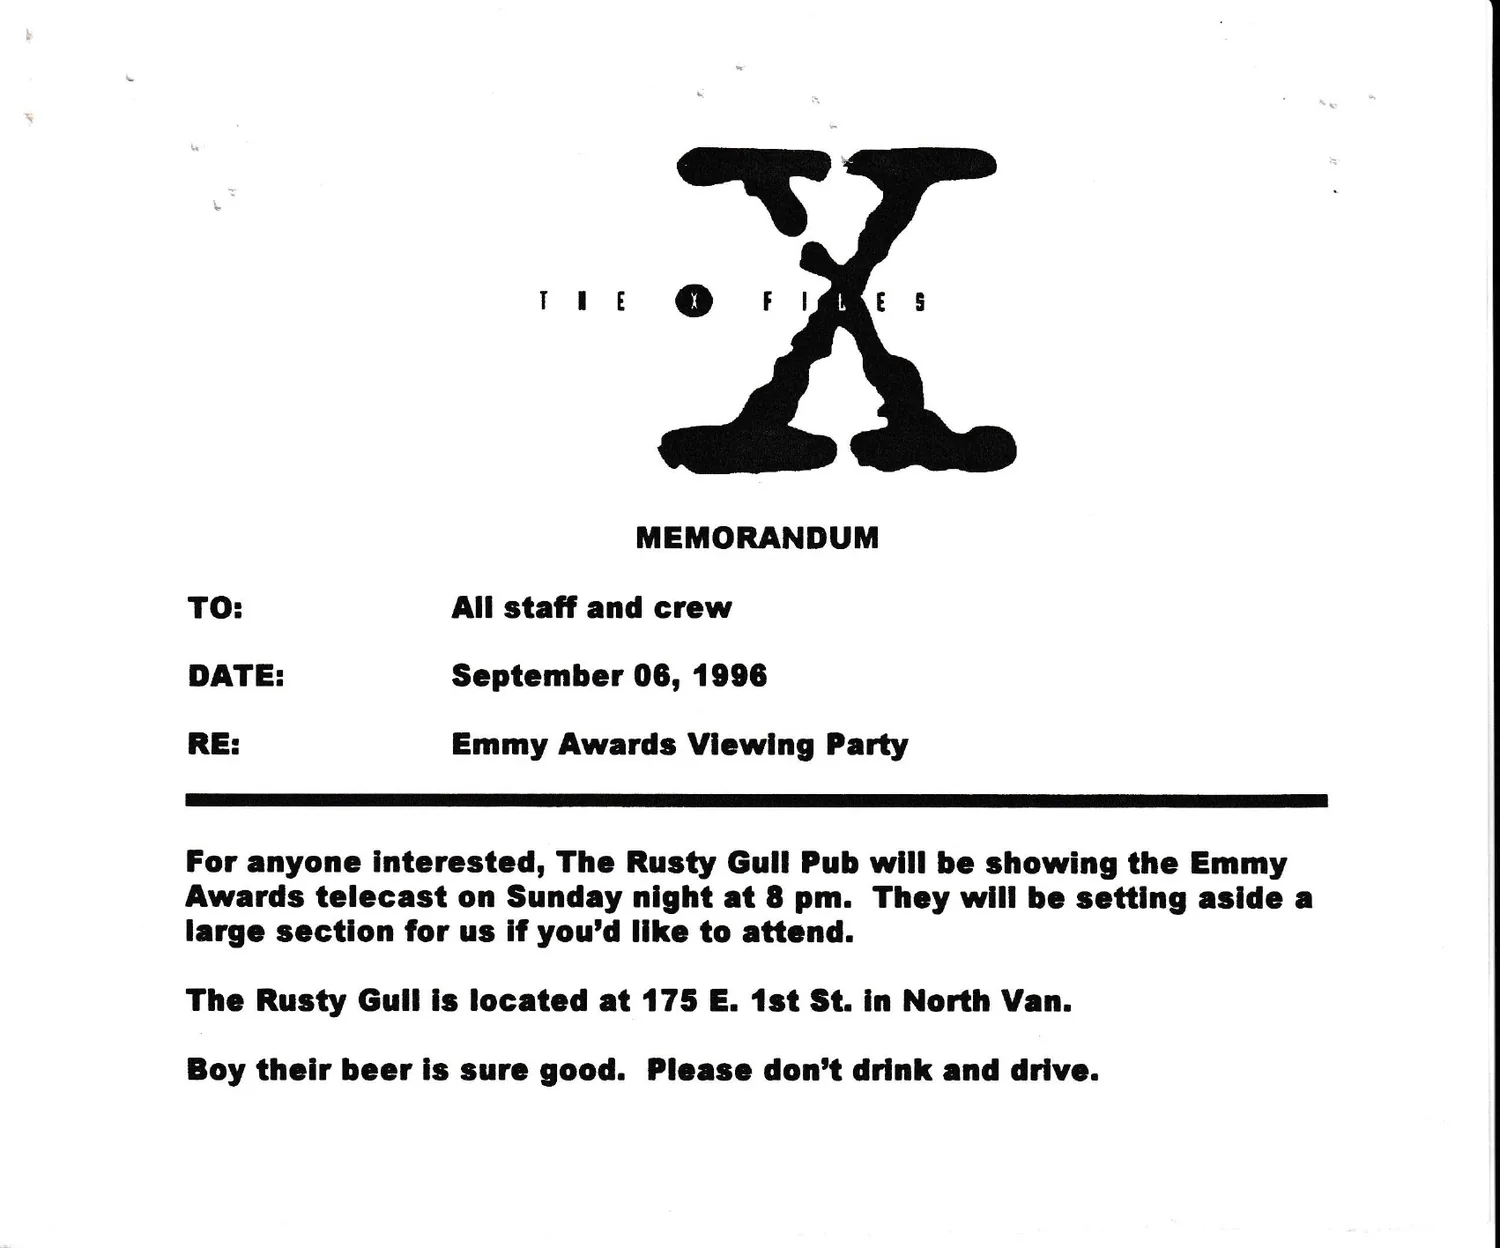 X
THE X FILES
MEMORANDUM
TO: All staff and crew
DATE: September 06, 1996
RE: Emmy Awards Viewing Party
For anyone interested, The Rusty Gull Pub will be showing the Emmy
Awards telecast on Sunday night at 8 pm.  They will be setting aside a
large section for us if you'd like to attend.
The Rusty Gull is located at 175 E. 1st St. in North Van.
Boy their beer is sure good.  Please don't drink and drive.